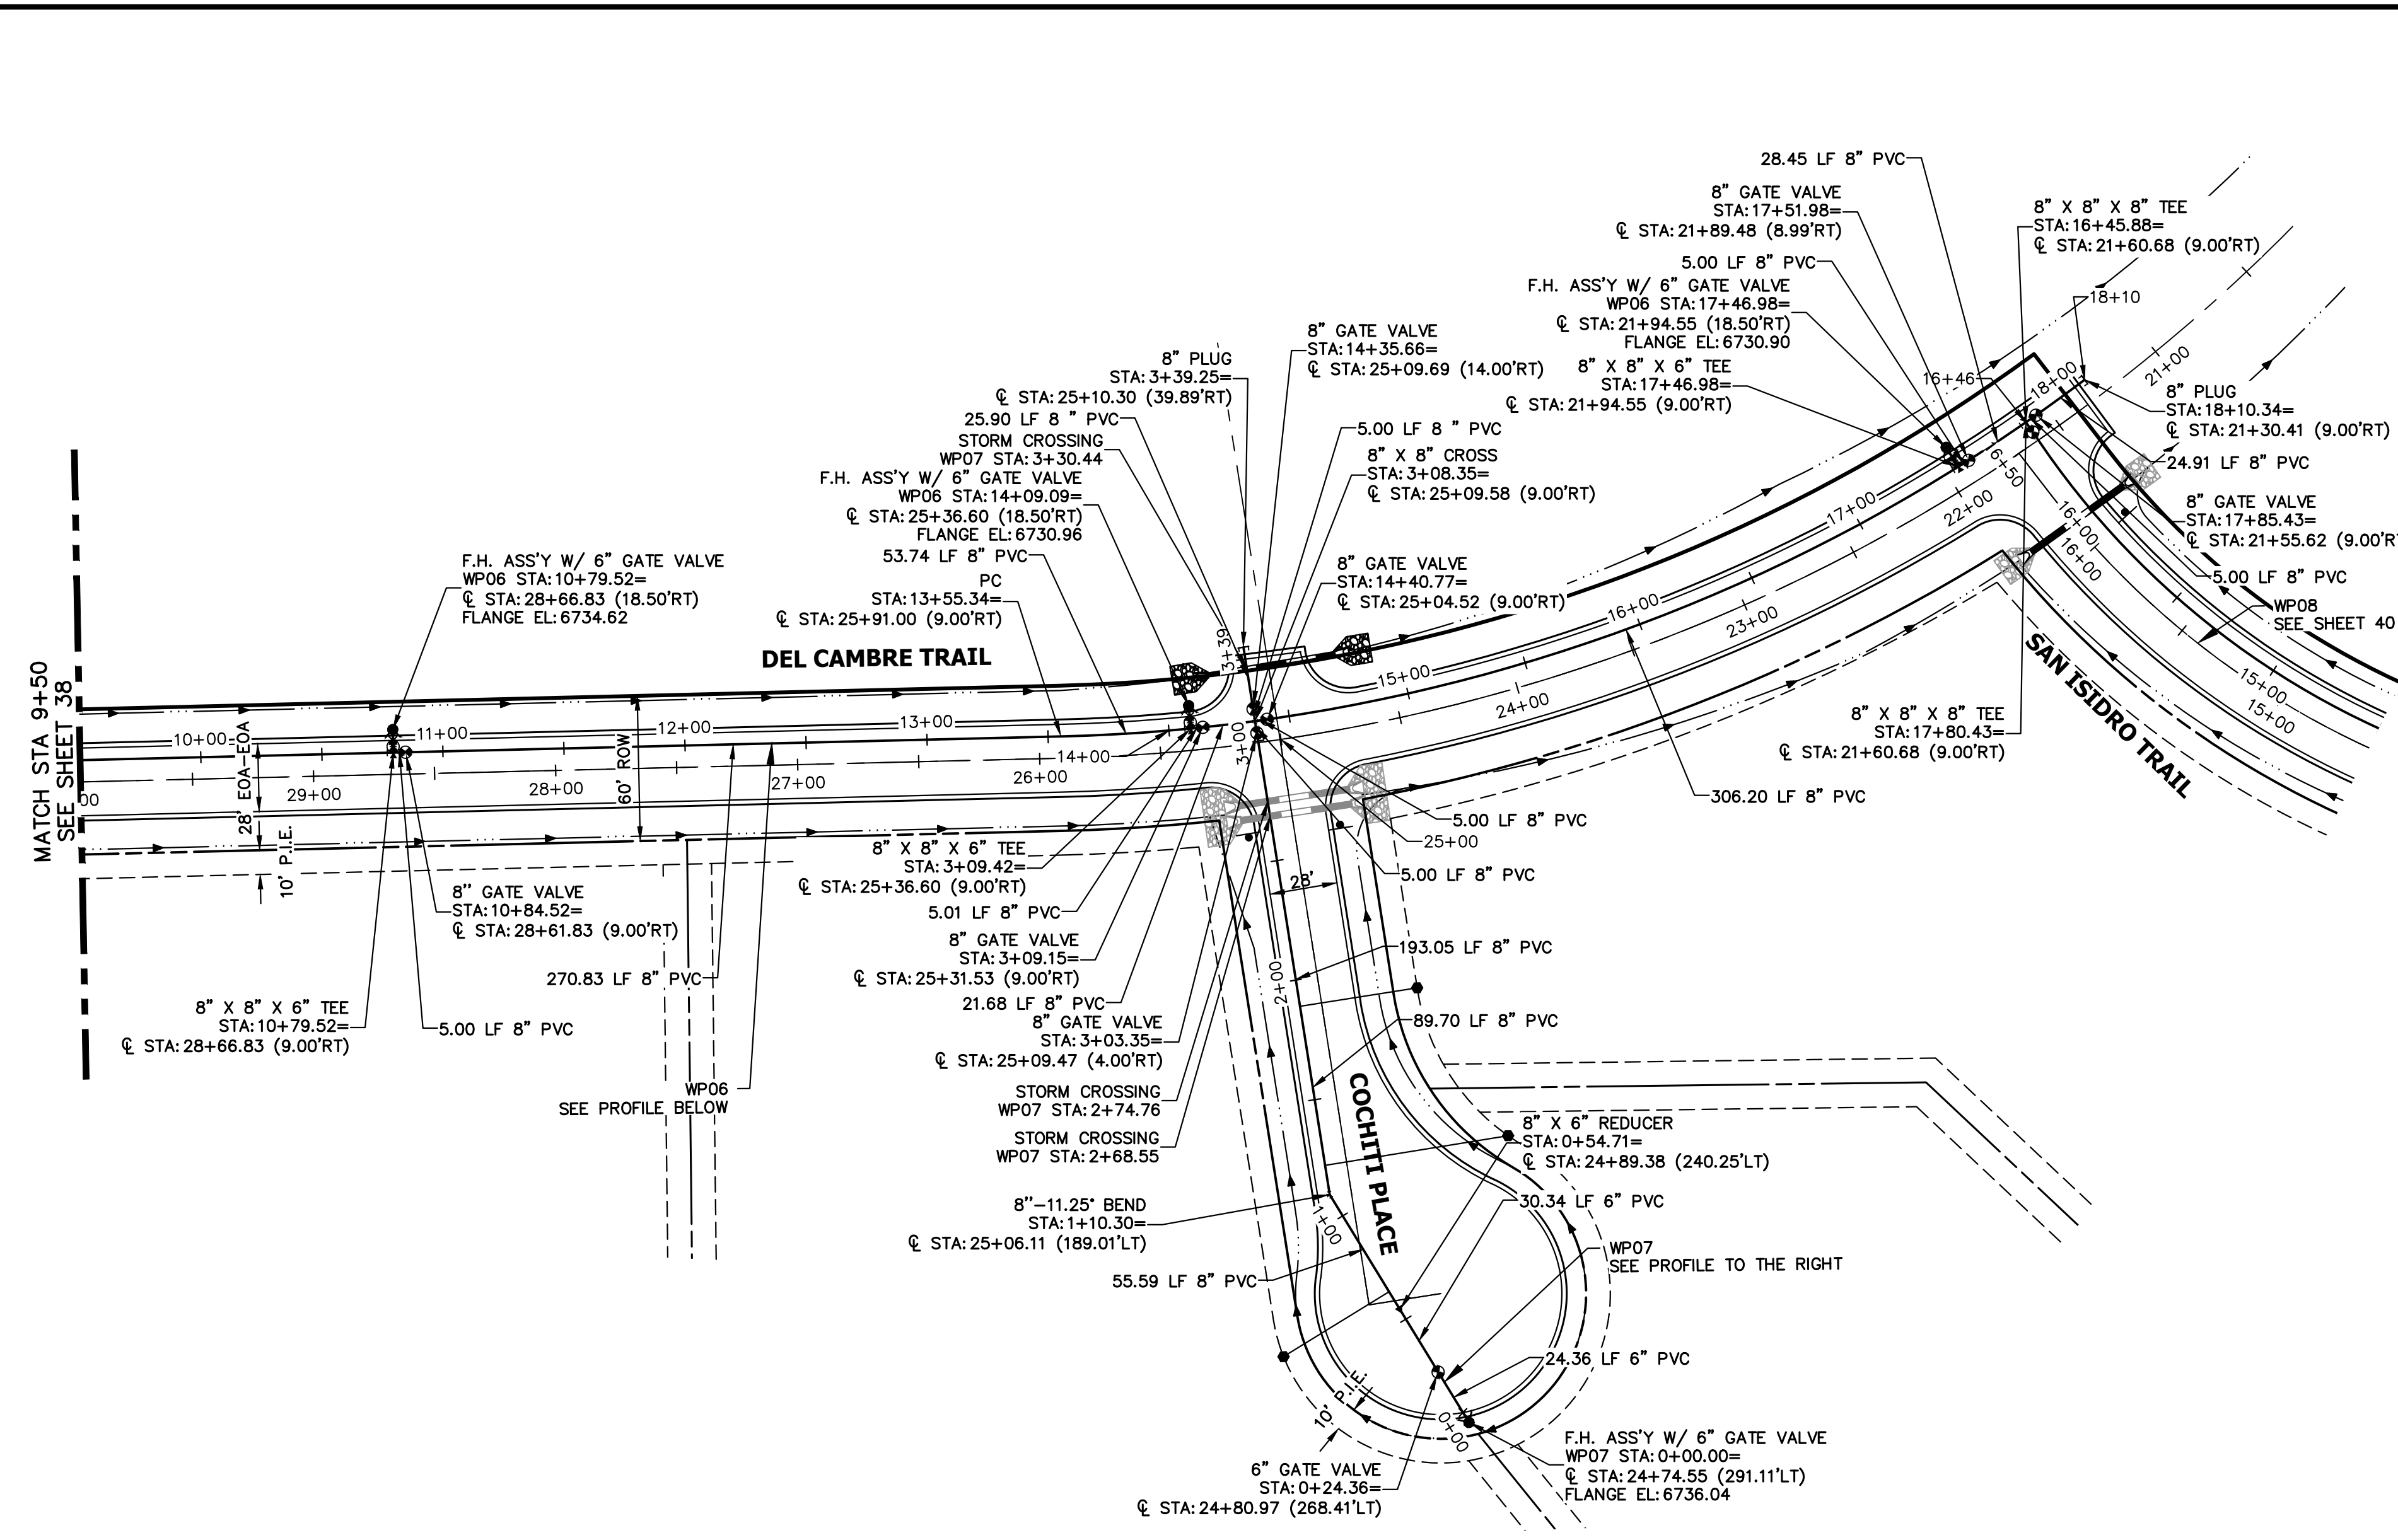 28.45 LF 8" PVC
8" GATE VALVE
STA:17+51.98=
℄ STA:21+89.48 (8.99'RT)
5.00 LF 8" PVC
F.H. ASS'Y W/ 6" GATE VALVE
WP06 STA:17+46.98=
℄ STA:21+94.55 (18.50'RT)
FLANGE EL:6730.90
8" X 8" X 6" TEE
STA:17+46.98=
℄ STA:21+94.55 (9.00'RT)
8" X 8" X 8" TEE
STA:16+45.88=
℄ STA:21+60.68 (9.00'RT)
18+10
21+00
16+46
18+00
8" PLUG
STA:18+10.34=
℄ STA:21+30.41 (9.00'RT)
24.91 LF 8" PVC
8" GATE VALVE
STA:17+85.43=
℄ STA:21+55.62 (9.00'R
5.00 LF 8" PVC
WP08
SEE SHEET 40
8" GATE VALVE
STA:14+35.66=
℄ STA:25+09.69 (14.00'RT)
8" PLUG
STA:3+39.25=
℄ STA:25+10.30 (39.89'RT)
25.90 LF 8 " PVC
STORM CROSSING
WP07 STA:3+30.44
F.H. ASS'Y W/ 6" GATE VALVE
WP06 STA:14+09.09=
℄ STA:25+36.60 (18.50'RT)
FLANGE EL:6730.96
53.74 LF 8" PVC
PC
STA:13+55.34=
℄ STA:25+91.00 (9.00'RT)
5.00 LF 8 " PVC
8" X 8" CROSS
STA:3+08.35=
℄ STA:25+09.58 (9.00'RT)
8" GATE VALVE
STA:14+40.77=
℄ STA:25+04.52 (9.00'RT)
F.H. ASS'Y W/ 6" GATE VALVE
WP06 STA:10+79.52=
℄ STA:28+66.83 (18.50'RT)
FLANGE EL:6734.62
DEL CAMBRE TRAIL
MATCH STA 9+50
SEE SHEET 38
10+00
11+00
12+00
13+00
14+00
15+00
16+00
17+00
6+50
16+00
16+00
15+00
15+00
00
29+00
28+00
27+00
26+00
25+00
24+00
23+00
22+00
3+39
3+00
2+00
1+00
0+00
28' EOA-EOA
10' P.I.E.
60' ROW
28'
SAN ISIDRO TRAIL
8" X 8" X 8" TEE
STA:17+80.43=
℄ STA:21+60.68 (9.00'RT)
306.20 LF 8" PVC
5.00 LF 8" PVC
5.00 LF 8" PVC
8" X 8" X 6" TEE
STA:3+09.42=
℄ STA:25+36.60 (9.00'RT)
5.01 LF 8" PVC
8" GATE VALVE
STA:3+09.15=
℄ STA:25+31.53 (9.00'RT)
21.68 LF 8" PVC
8" GATE VALVE
STA:3+03.35=
℄ STA:25+09.47 (4.00'RT)
STORM CROSSING
WP07 STA:2+74.76
STORM CROSSING
WP07 STA:2+68.55
8" GATE VALVE
STA:10+84.52=
℄ STA:28+61.83 (9.00'RT)
270.83 LF 8" PVC
8" X 8" X 6" TEE
STA:10+79.52=
℄ STA:28+66.83 (9.00'RT)
5.00 LF 8" PVC
WP06
SEE PROFILE BELOW
193.05 LF 8" PVC
89.70 LF 8" PVC
COCHITI PLACE
8" X 6" REDUCER
STA:0+54.71=
℄ STA:24+89.38 (240.25'LT)
30.34 LF 6" PVC
8"-11.25° BEND
STA:1+10.30=
℄ STA:25+06.11 (189.01'LT)
55.59 LF 8" PVC
WP07
SEE PROFILE TO THE RIGHT
24.36 LF 6" PVC
10' P.I.E.
F.H. ASS'Y W/ 6" GATE VALVE
WP07 STA:0+00.00=
℄ STA:24+74.55 (291.11'LT)
FLANGE EL:6736.04
6" GATE VALVE
STA:0+24.36=
℄ STA:24+80.97 (268.41'LT)